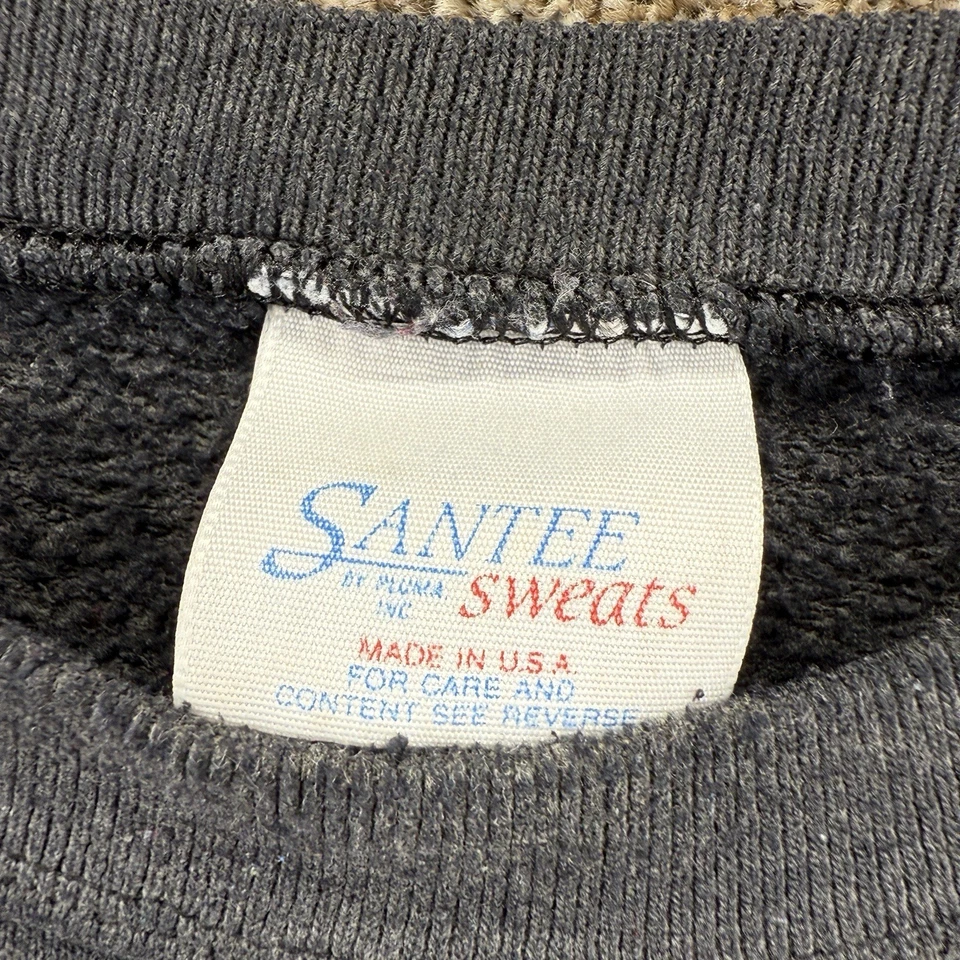 SANTEE
BY PLUMA
INC
sweats
MADE IN U.S.A.
FOR CARE AND
CONTENT SEE REVERSE